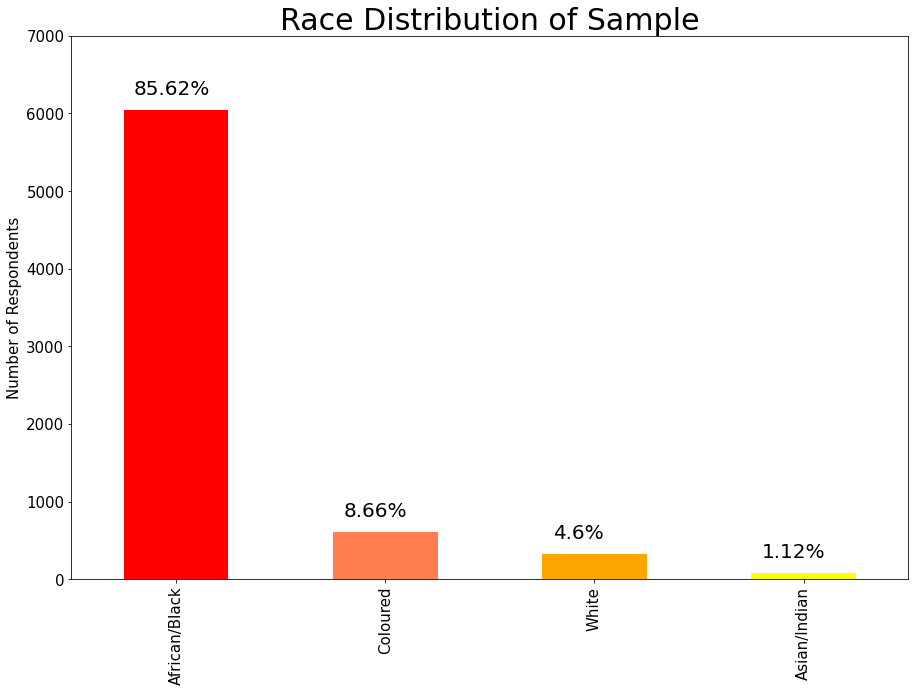 Race Distribution of Sample
7000
6000
5000
4000
3000
2000
1000
0
Number of Respondents
85.62%
8.66%
4.6%
1.12%
African/Black
Coloured
White
Asian/Indian